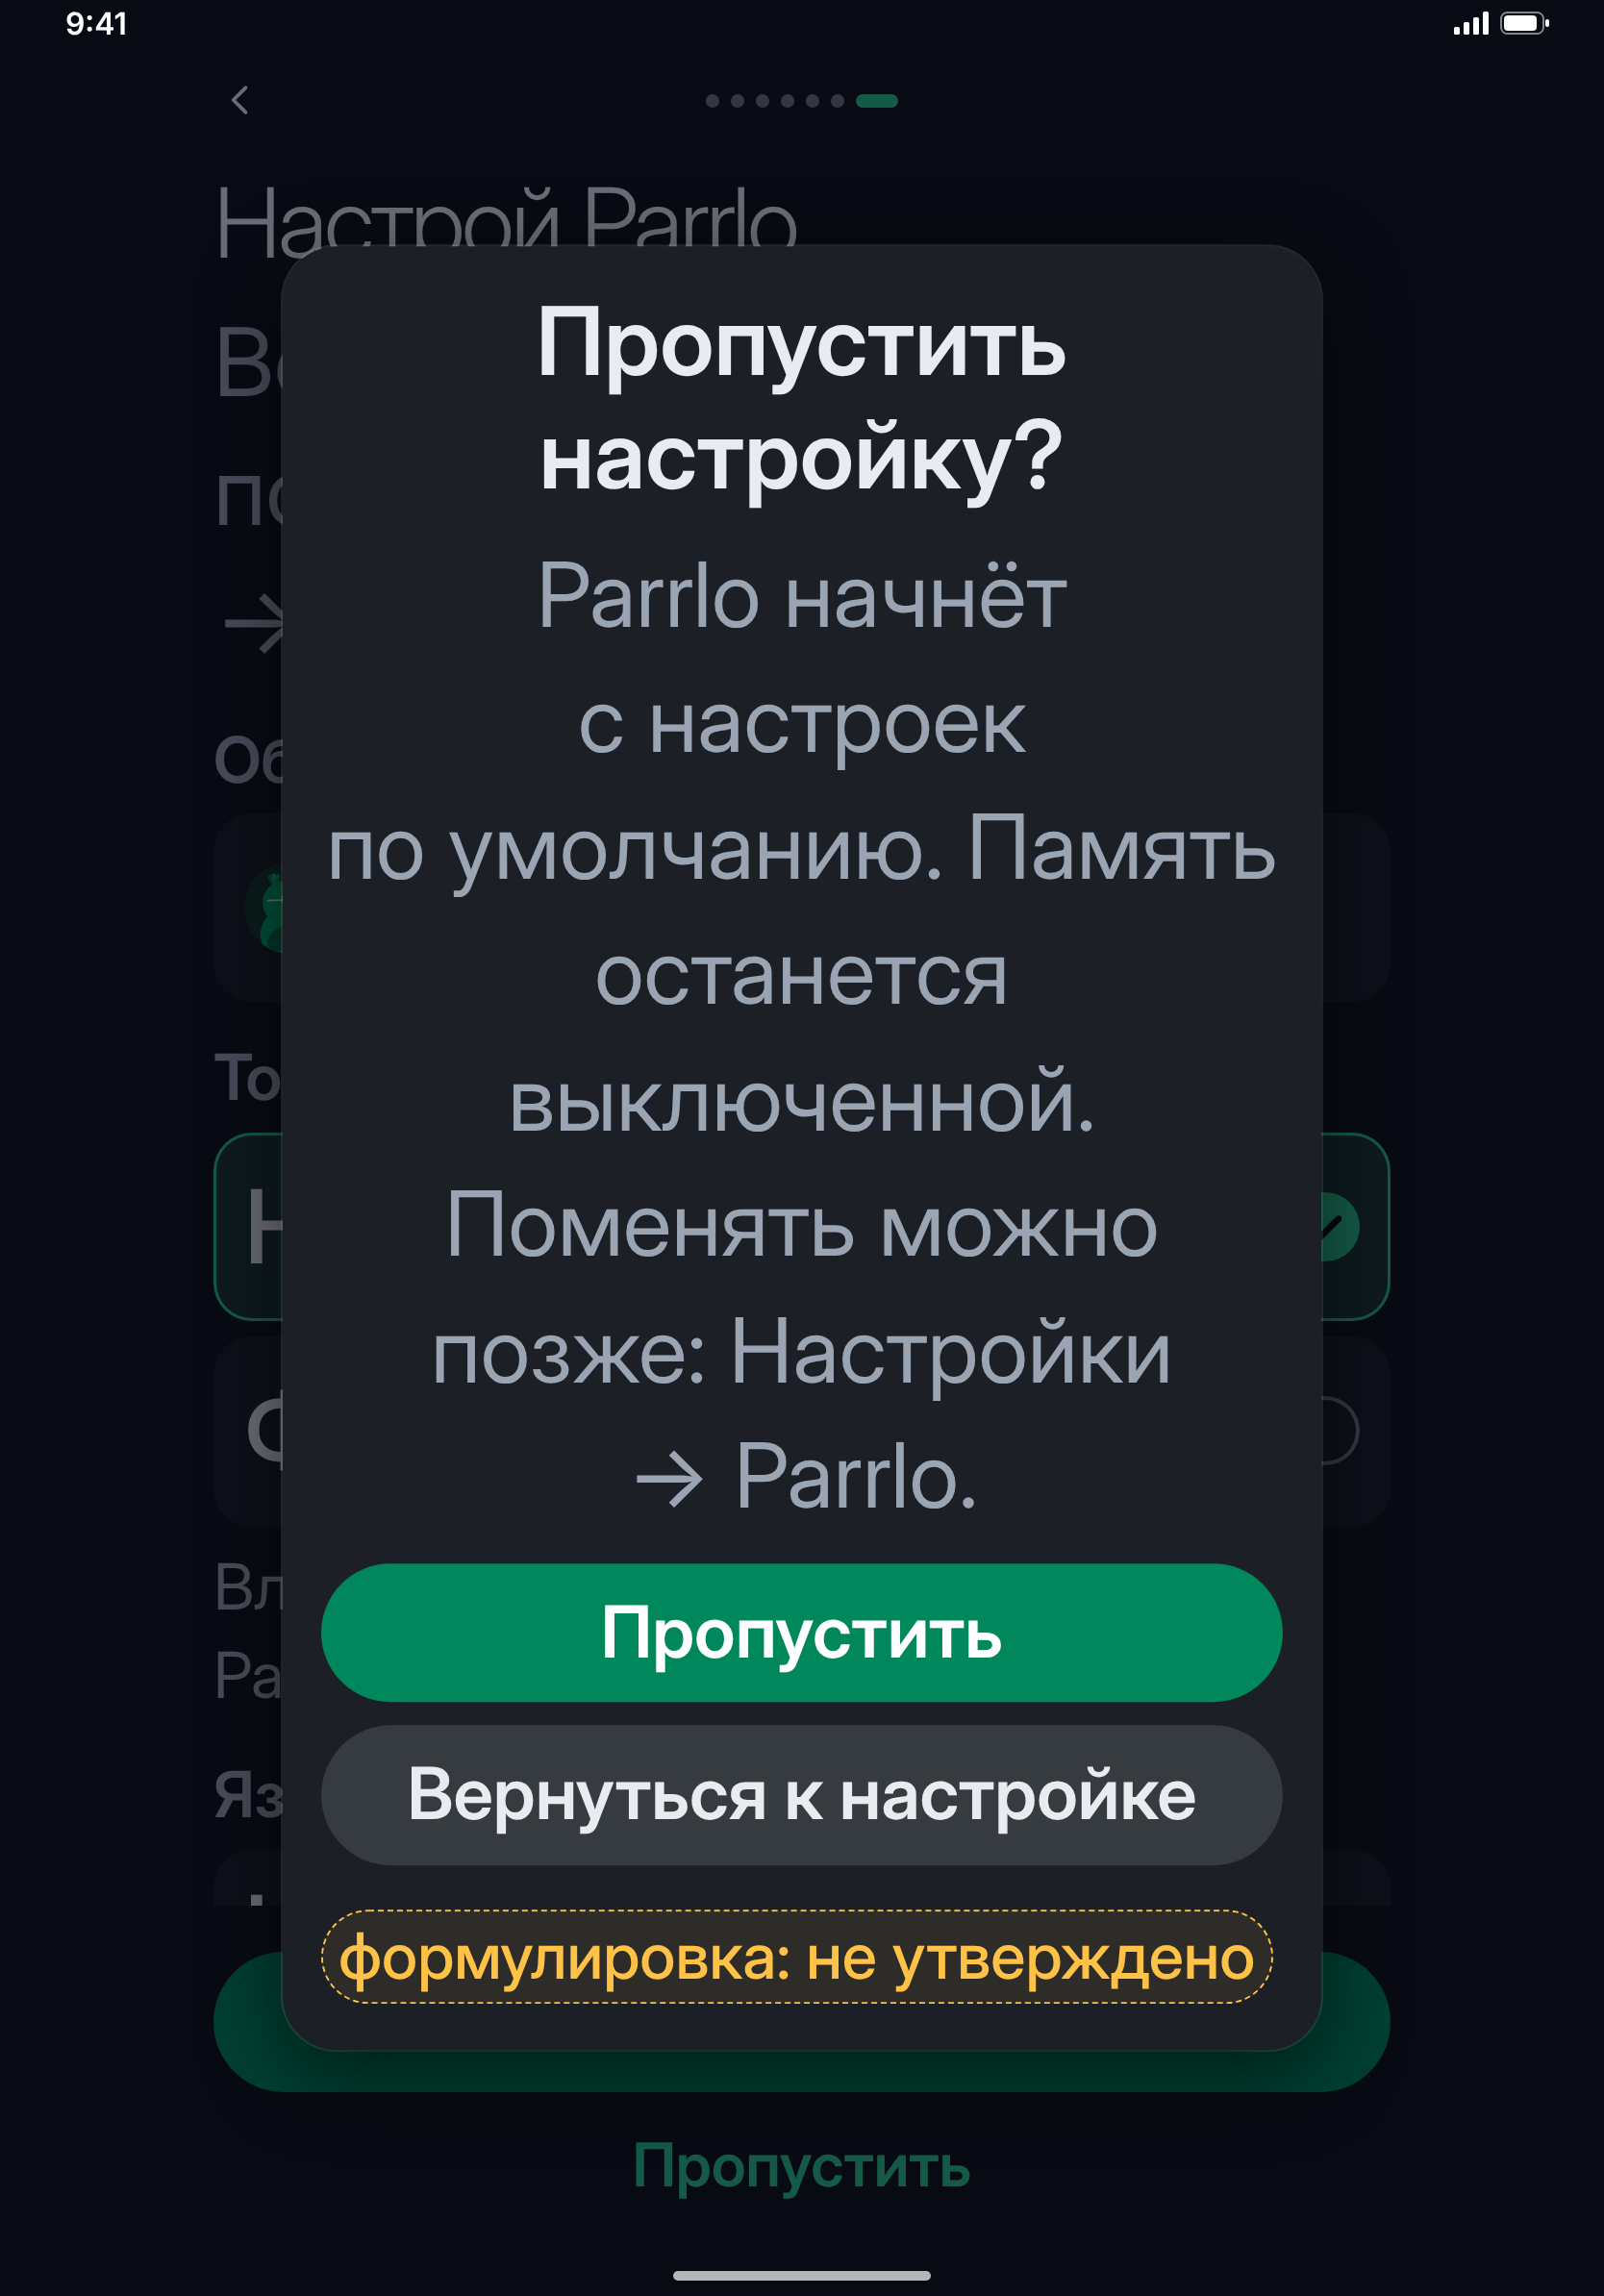 9:41
Настрой Parrlo
Пропустить
настройку?
Parrlo начнёт
с настроек
по умолчанию. Память
останется
выключенной.
Поменять можно
позже: Настройки
→ Parrlo.
Пропустить
Вернуться к настройке
формулировка: не утверждено
Пропустить